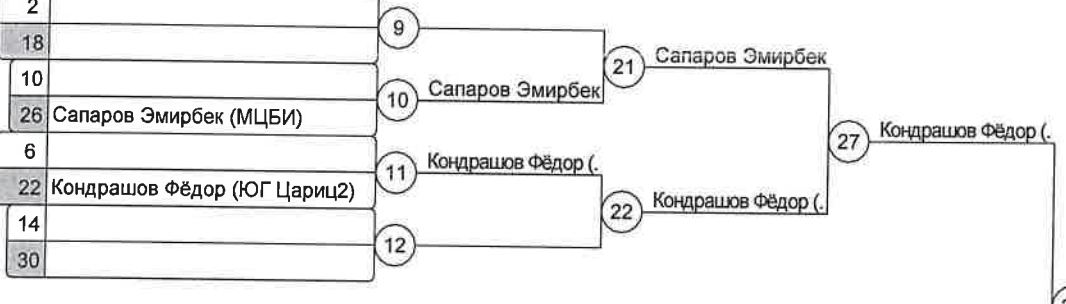 2
18
9
10
26 Сапаров Эмирбек (МЦБИ)
10 Сапаров Эмирбек
21 Сапаров Эмирбек
6
22 Кондрашов Фёдор (ЮГ Цариц2)
11 Кондрашов Фёдор (.
14
30
12
22 Кондрашов Фёдор (.
27 Кондрашов Фёдор (.